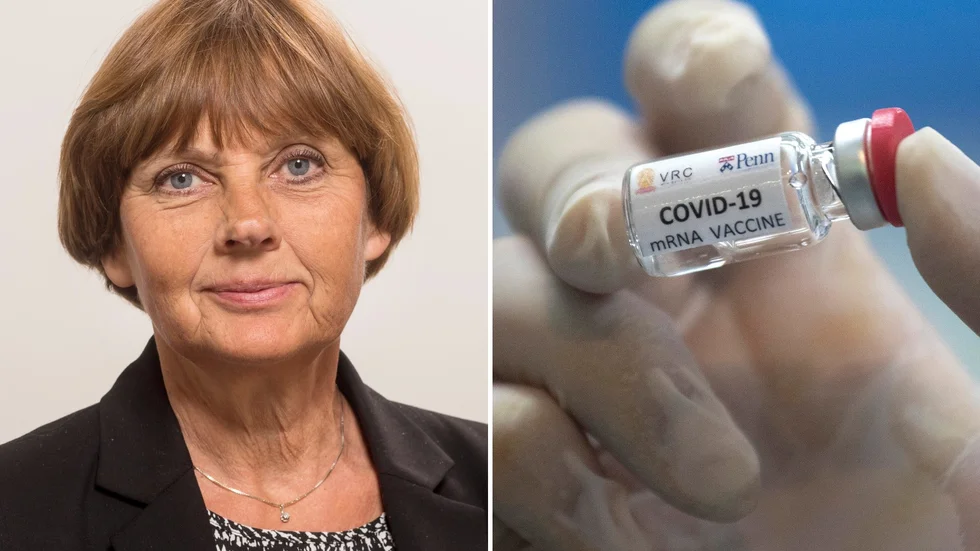 VRC
Penn
COVID-19
mRNA VACCINE